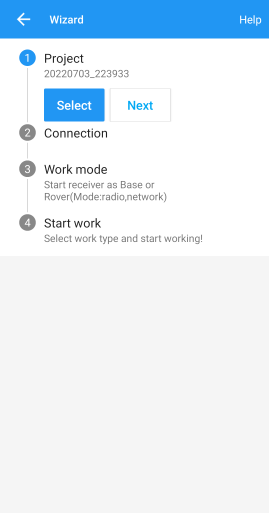 Wizard
Help
1 Project
20220703_223933
Select Next
2 Connection
3 Work mode
Start receiver as Base or
Rover(Mode:radio,network)
4 Start work
Select work type and start working!